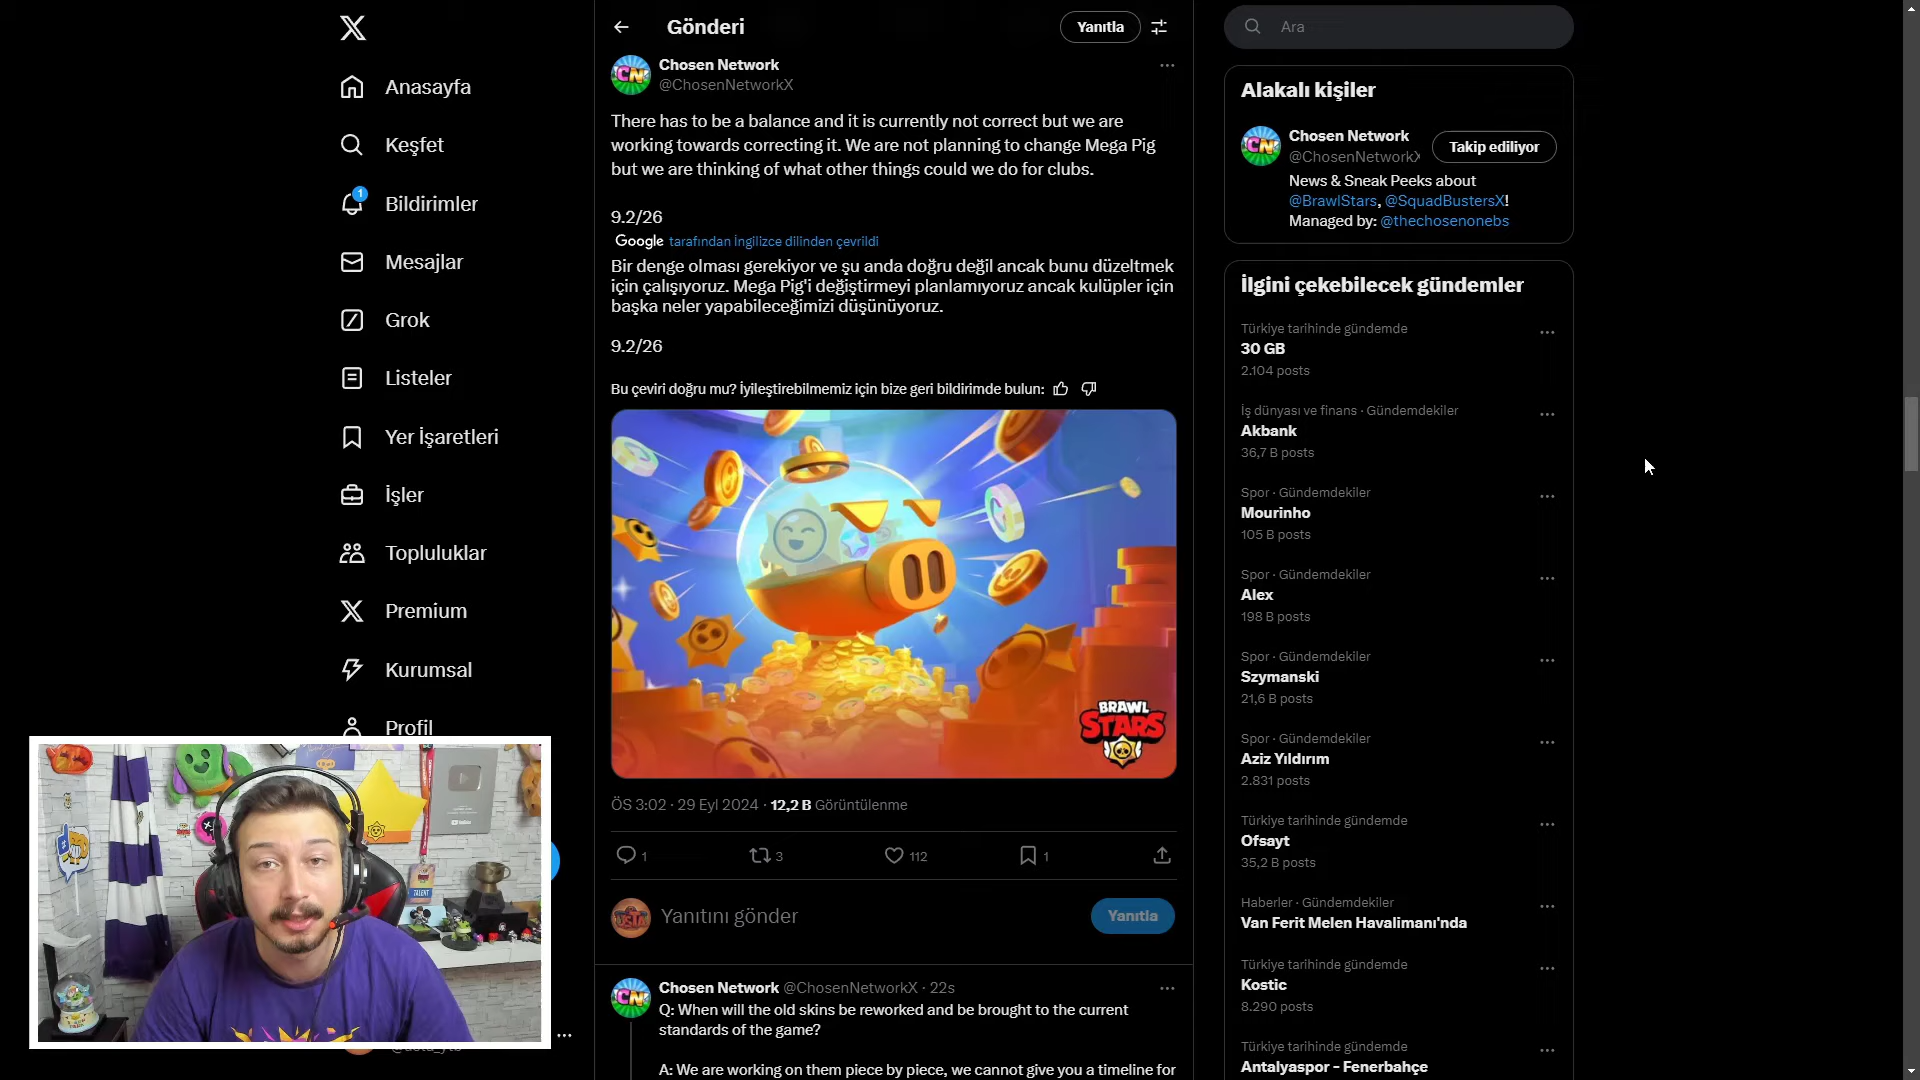 Anasayfa
Keşfet
1
Bildirimler
Mesajlar
Grok
Listeler
Yer İşaretleri
İşler
Topluluklar
Premium
Kurumsal
Profil
TALENT
Gönderi
Yanıtla
CN
Chosen Network
@ChosenNetworkX
There has to be a balance and it is currently not correct but we are
working towards correcting it. We are not planning to change Mega Pig
but we are thinking of what other things could we do for clubs.
9.2/26
Google tarafından İngilizce dilinden çevrildi
Bir denge olması gerekiyor ve şu anda doğru değil ancak bunu düzeltmek
için çalışıyoruz. Mega Pig'i değiştirmeyi planlamıyoruz ancak kulüpler için
başka neler yapabileceğimizi düşünüyoruz.
9.2/26
Bu çeviri doğru mu? İyileştirebilmemiz için bize geri bildirimde bulun:
BRAWL
STARS
ÖS 3:02 · 29 Eyl 2024 · 12,2 B Görüntülenme
1
3
112
1
USTA
Yanıtını gönder
Yanıtla
CN
Chosen Network @ChosenNetworkX · 22s
Q: When will the old skins be reworked and be brought to the current
standards of the game?
A: We are working on them piece by piece, we cannot give you a timeline for
Ara
Alakalı kişiler
CN
Chosen Network
@ChosenNetworkX
Takip ediliyor
News & Sneak Peeks about
@BrawlStars, @SquadBustersX!
Managed by: @thechosenonebs
İlgini çekebilecek gündemler
Türkiye tarihinde gündemde
30 GB
2.104 posts
İş dünyası ve finans · Gündemdekiler
Akbank
36,7 B posts
Spor · Gündemdekiler
Mourinho
105 B posts
Spor · Gündemdekiler
Alex
198 B posts
Spor · Gündemdekiler
Szymanski
21,6 B posts
Spor · Gündemdekiler
Aziz Yıldırım
2.831 posts
Türkiye tarihinde gündemde
Ofsayt
35,2 B posts
Haberler · Gündemdekiler
Van Ferit Melen Havalimanı'nda
Türkiye tarihinde gündemde
Kostic
8.290 posts
Türkiye tarihinde gündemde
Antalyaspor - Fenerbahçe